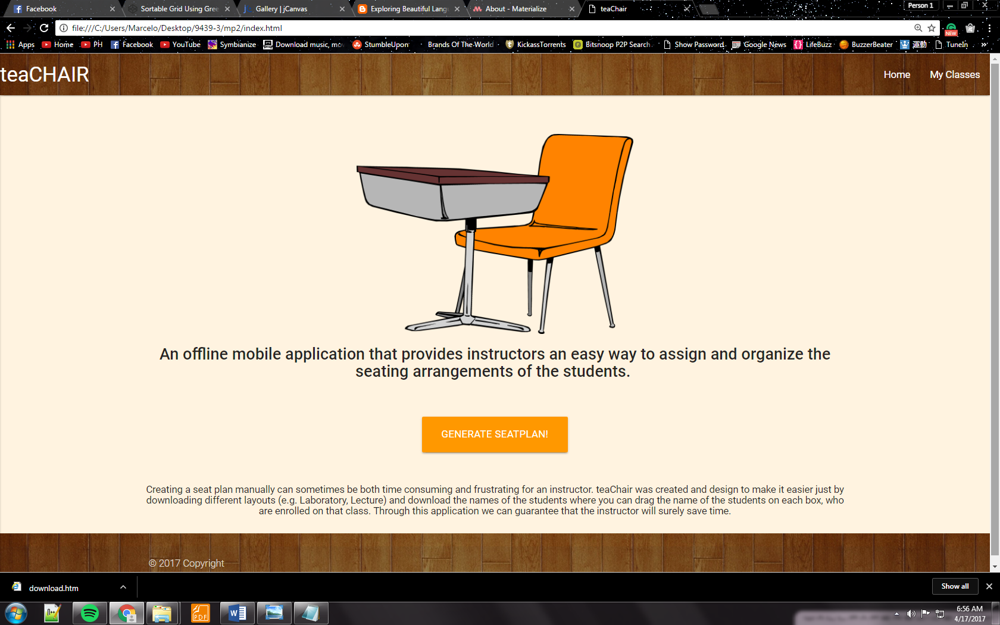 Facebook
Sortable Grid Using Gree
Gallery | jCanvas
Exploring Beautiful Lang
About - Materialize
teaChair
Person 1
file:///C:/Users/Marcelo/Desktop/9439-3/mp2/index.html
NEW
Apps
Home
PH
Facebook
YouTube
Symbianize
Download music, mo
StumbleUpon
Brands Of The World
KickassTorrents
Bitsnoop P2P Search
Show Password
Google News
LifeBuzz
BuzzerBeater
運動
TuneIn
»
teaCHAIR
Home
My Classes
An offline mobile application that provides instructors an easy way to assign and organize the
seating arrangements of the students.
GENERATE SEATPLAN!
Creating a seat plan manually can sometimes be both time consuming and frustrating for an instructor. teaChair was created and design to make it easier just by
downloading different layouts (e.g. Laboratory, Lecture) and download the names of the students where you can drag the name of the students on each box, who
are enrolled on that class. Through this application we can guarantee that the instructor will surely save time.
© 2017 Copyright
download.htm
Show all
PDF
6:56 AM
4/17/2017